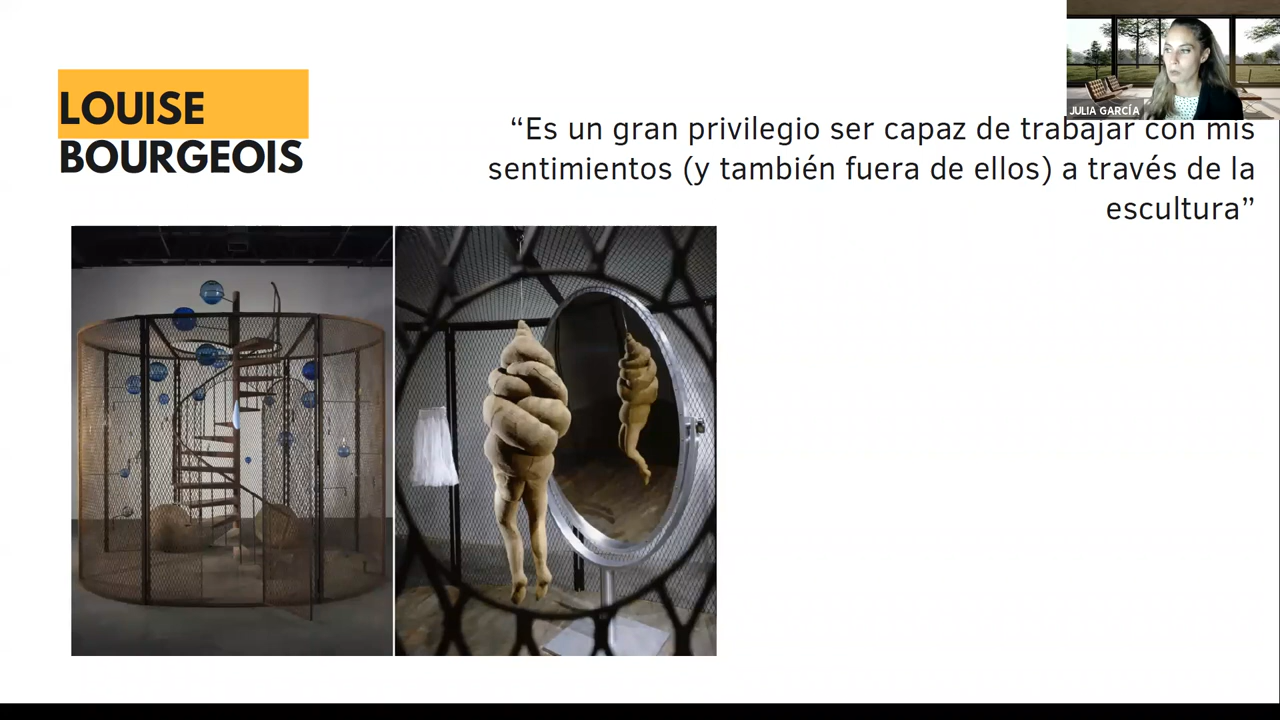 LOUISE
BOURGEOIS
JULIA GARCÍA
“Es un gran privilegio ser capaz de trabajar con mis
sentimientos (y también fuera de ellos) a través de la
escultura”